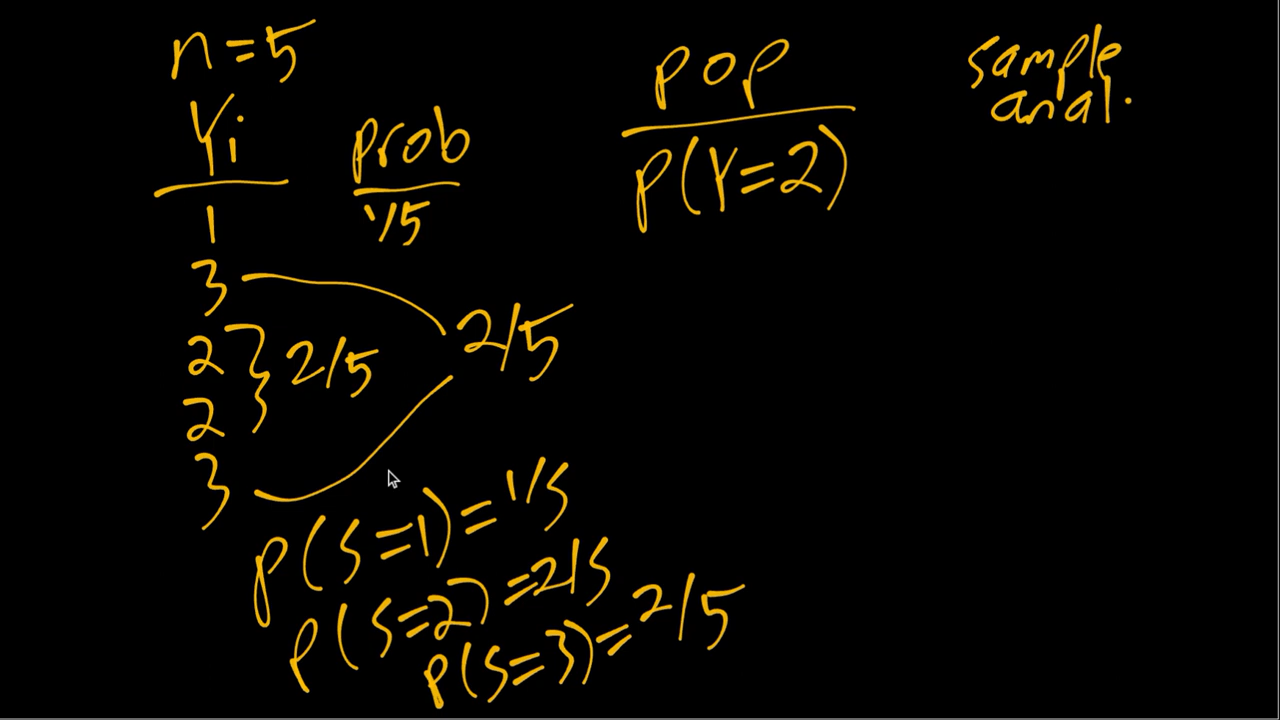 n=5
Yi
prob
1
1/5
3
2
2/5
2
3
2/5
p(S=1)=1/5
p(S=2)=2/5
p(S=3)=2/5
pop
p(Y=2)
sample
anal.